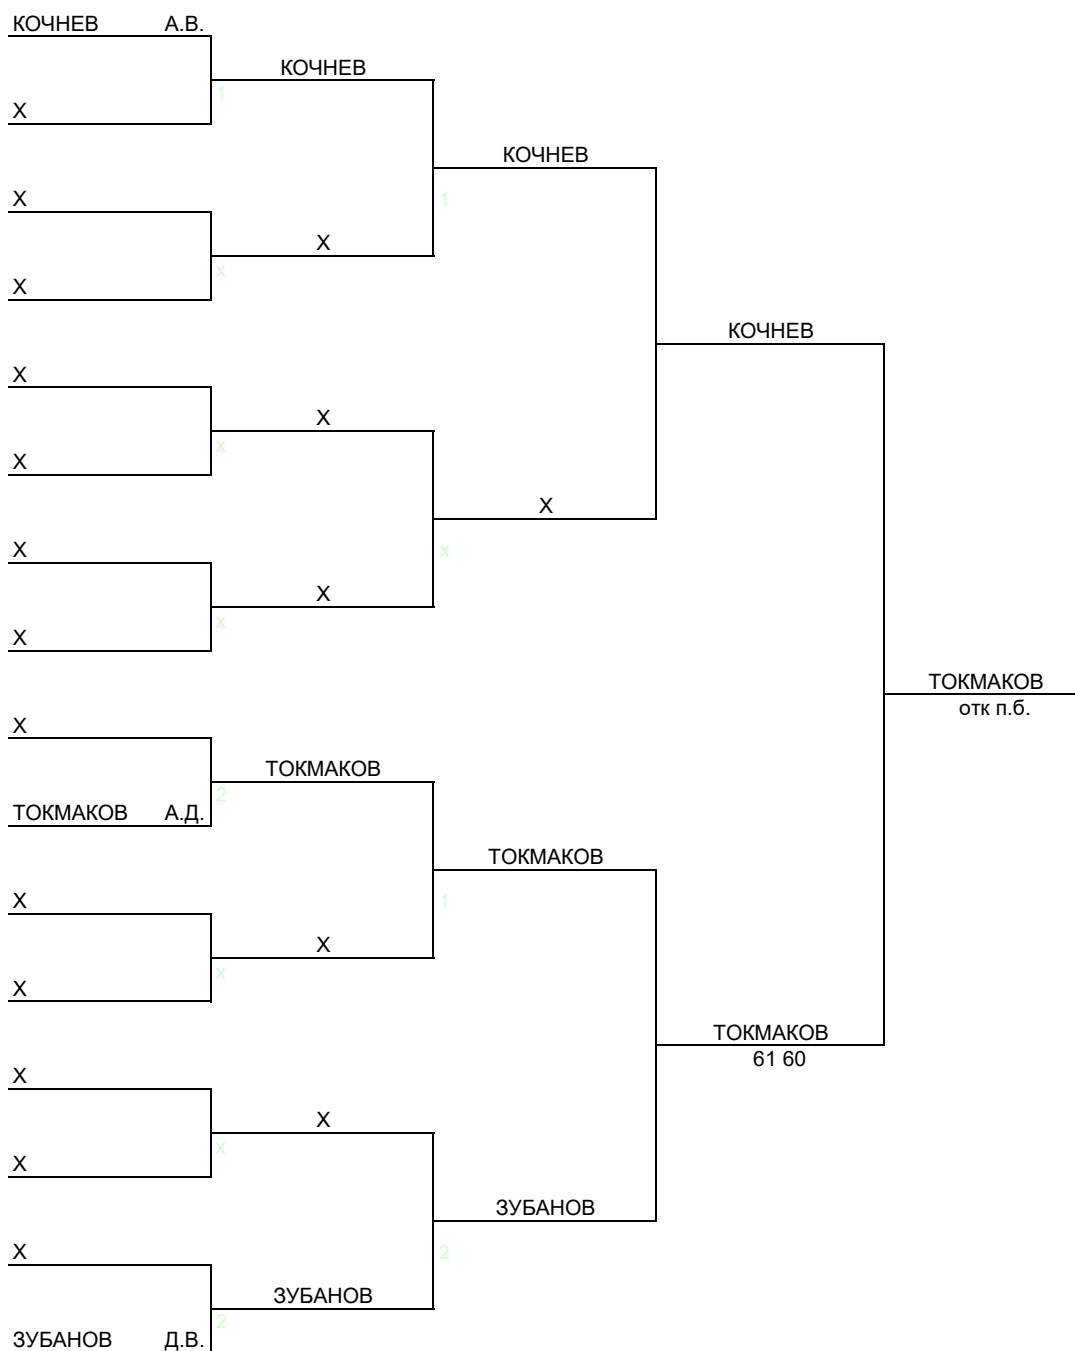 КОЧНЕВ А.В.
КОЧНЕВ
1
Х
КОЧНЕВ
Х
1
Х
х
Х
КОЧНЕВ
Х
Х
х
Х
Х
Х
х
Х
х
Х
ТОКМАКОВ
отк п.б.
Х
ТОКМАКОВ
2
ТОКМАКОВ А.Д.
ТОКМАКОВ
Х
1
Х
х
Х
ТОКМАКОВ
61 60
Х
Х
х
Х
ЗУБАНОВ
Х
2
ЗУБАНОВ
2
ЗУБАНОВ Д.В.